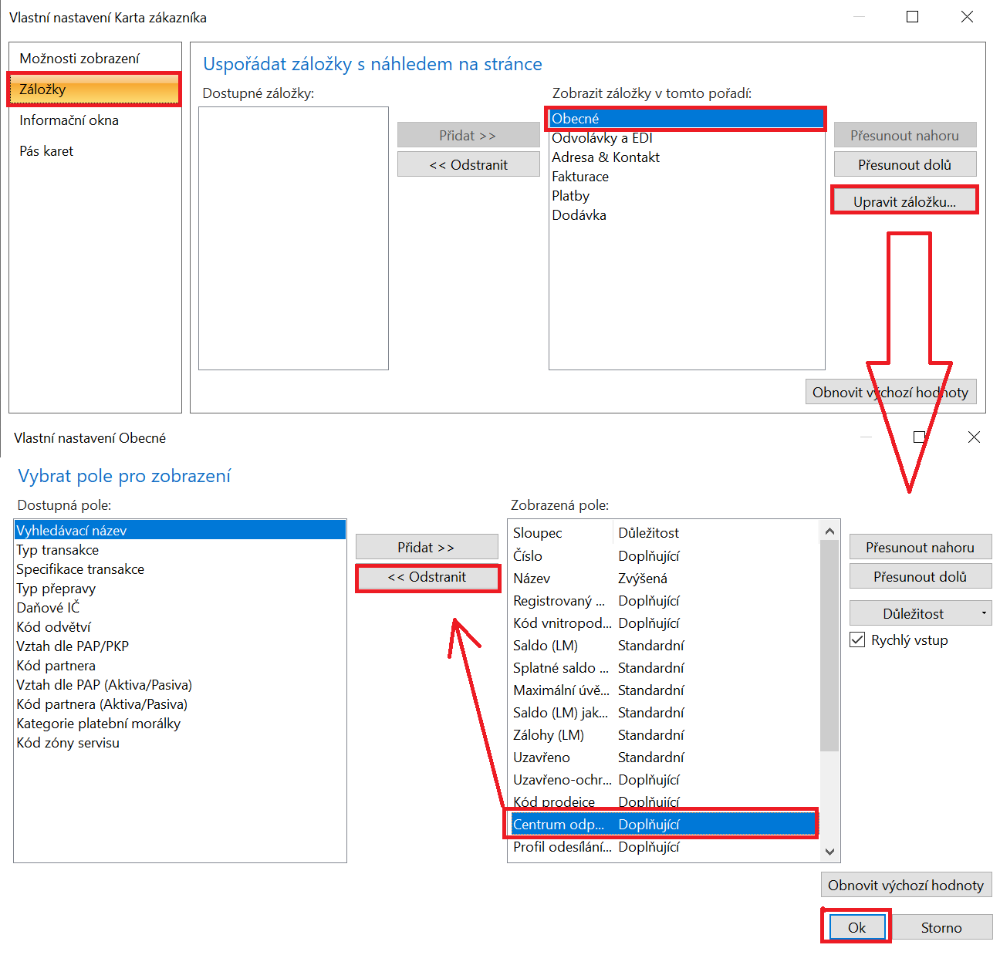 Vlastní nastavení Karta zákazníka
Možnosti zobrazení
Záložky
Informační okna
Pás karet
Uspořádat záložky s náhledem na stránce
Dostupné záložky:
Přidat >>
<< Odstranit
Zobrazit záložky v tomto pořadí:
Obecné
Odvolávky a EDI
Adresa & Kontakt
Fakturace
Platby
Dodávka
Přesunout nahoru
Přesunout dolů
Upravit záložku...
Obnovit výchozí hodnoty
Vlastní nastavení Obecné
Vybrat pole pro zobrazení
Dostupná pole:
Vyhledávací název
Typ transakce
Specifikace transakce
Typ přepravy
Daňové IČ
Kód odvětví
Vztah dle PAP/PKP
Kód partnera
Vztah dle PAP (Aktiva/Pasiva)
Kód partnera (Aktiva/Pasiva)
Kategorie platební morálky
Kód zóny servisu
Přidat >>
<< Odstranit
Zobrazená pole:
Sloupec Důležitost
Číslo Doplňující
Název Zvýšená
Registrovaný ... Doplňující
Kód vnitropod... Doplňující
Saldo (LM) Standardní
Splatné saldo ... Standardní
Maximální úvě... Standardní
Saldo (LM) jak... Standardní
Zálohy (LM) Standardní
Uzavřeno Standardní
Uzavřeno-ochr... Doplňující
Kód prodejce Doplňující
Centrum odp... Doplňující
Profil odesílání... Doplňující
Přesunout nahoru
Přesunout dolů
Důležitost
Rychlý vstup
Obnovit výchozí hodnoty
Ok
Storno